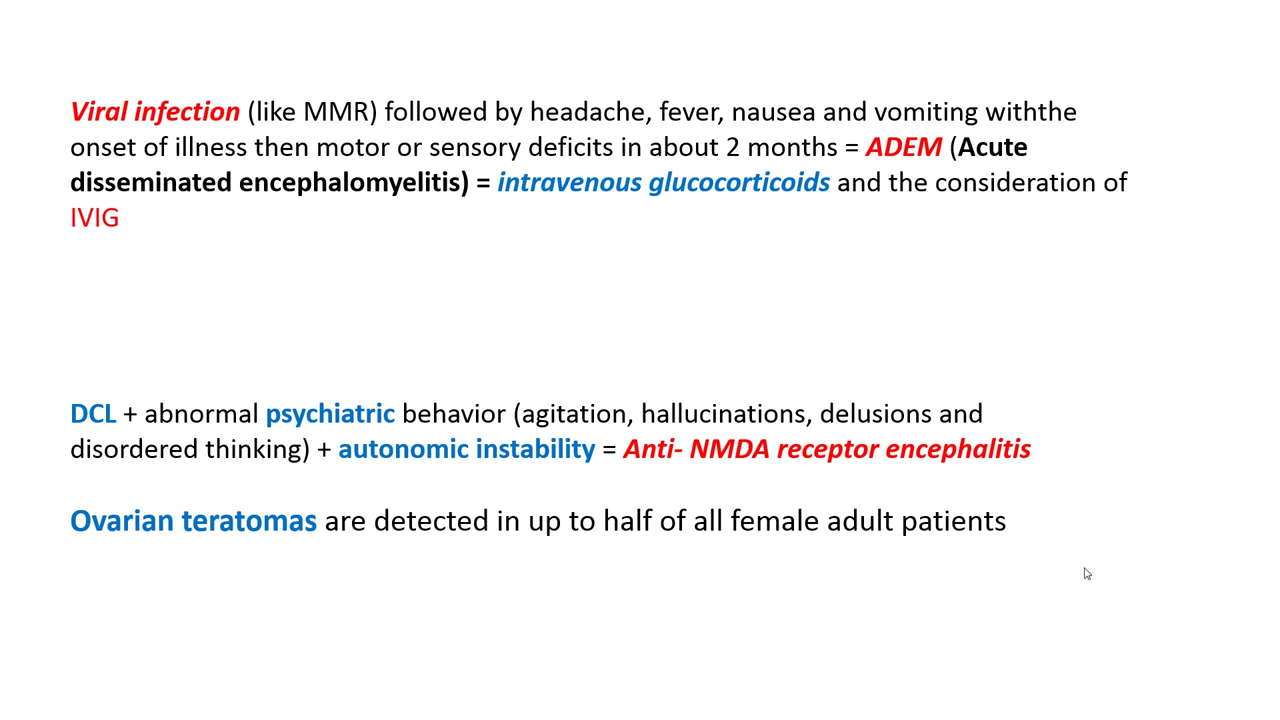 Viral infection (like MMR) followed by headache, fever, nausea and vomiting withthe
onset of illness then motor or sensory deficits in about 2 months = ADEM (Acute
disseminated encephalomyelitis) = intravenous glucocorticoids and the consideration of
IVIG
DCL + abnormal psychiatric behavior (agitation, hallucinations, delusions and
disordered thinking) + autonomic instability = Anti- NMDA receptor encephalitis
Ovarian teratomas are detected in up to half of all female adult patients